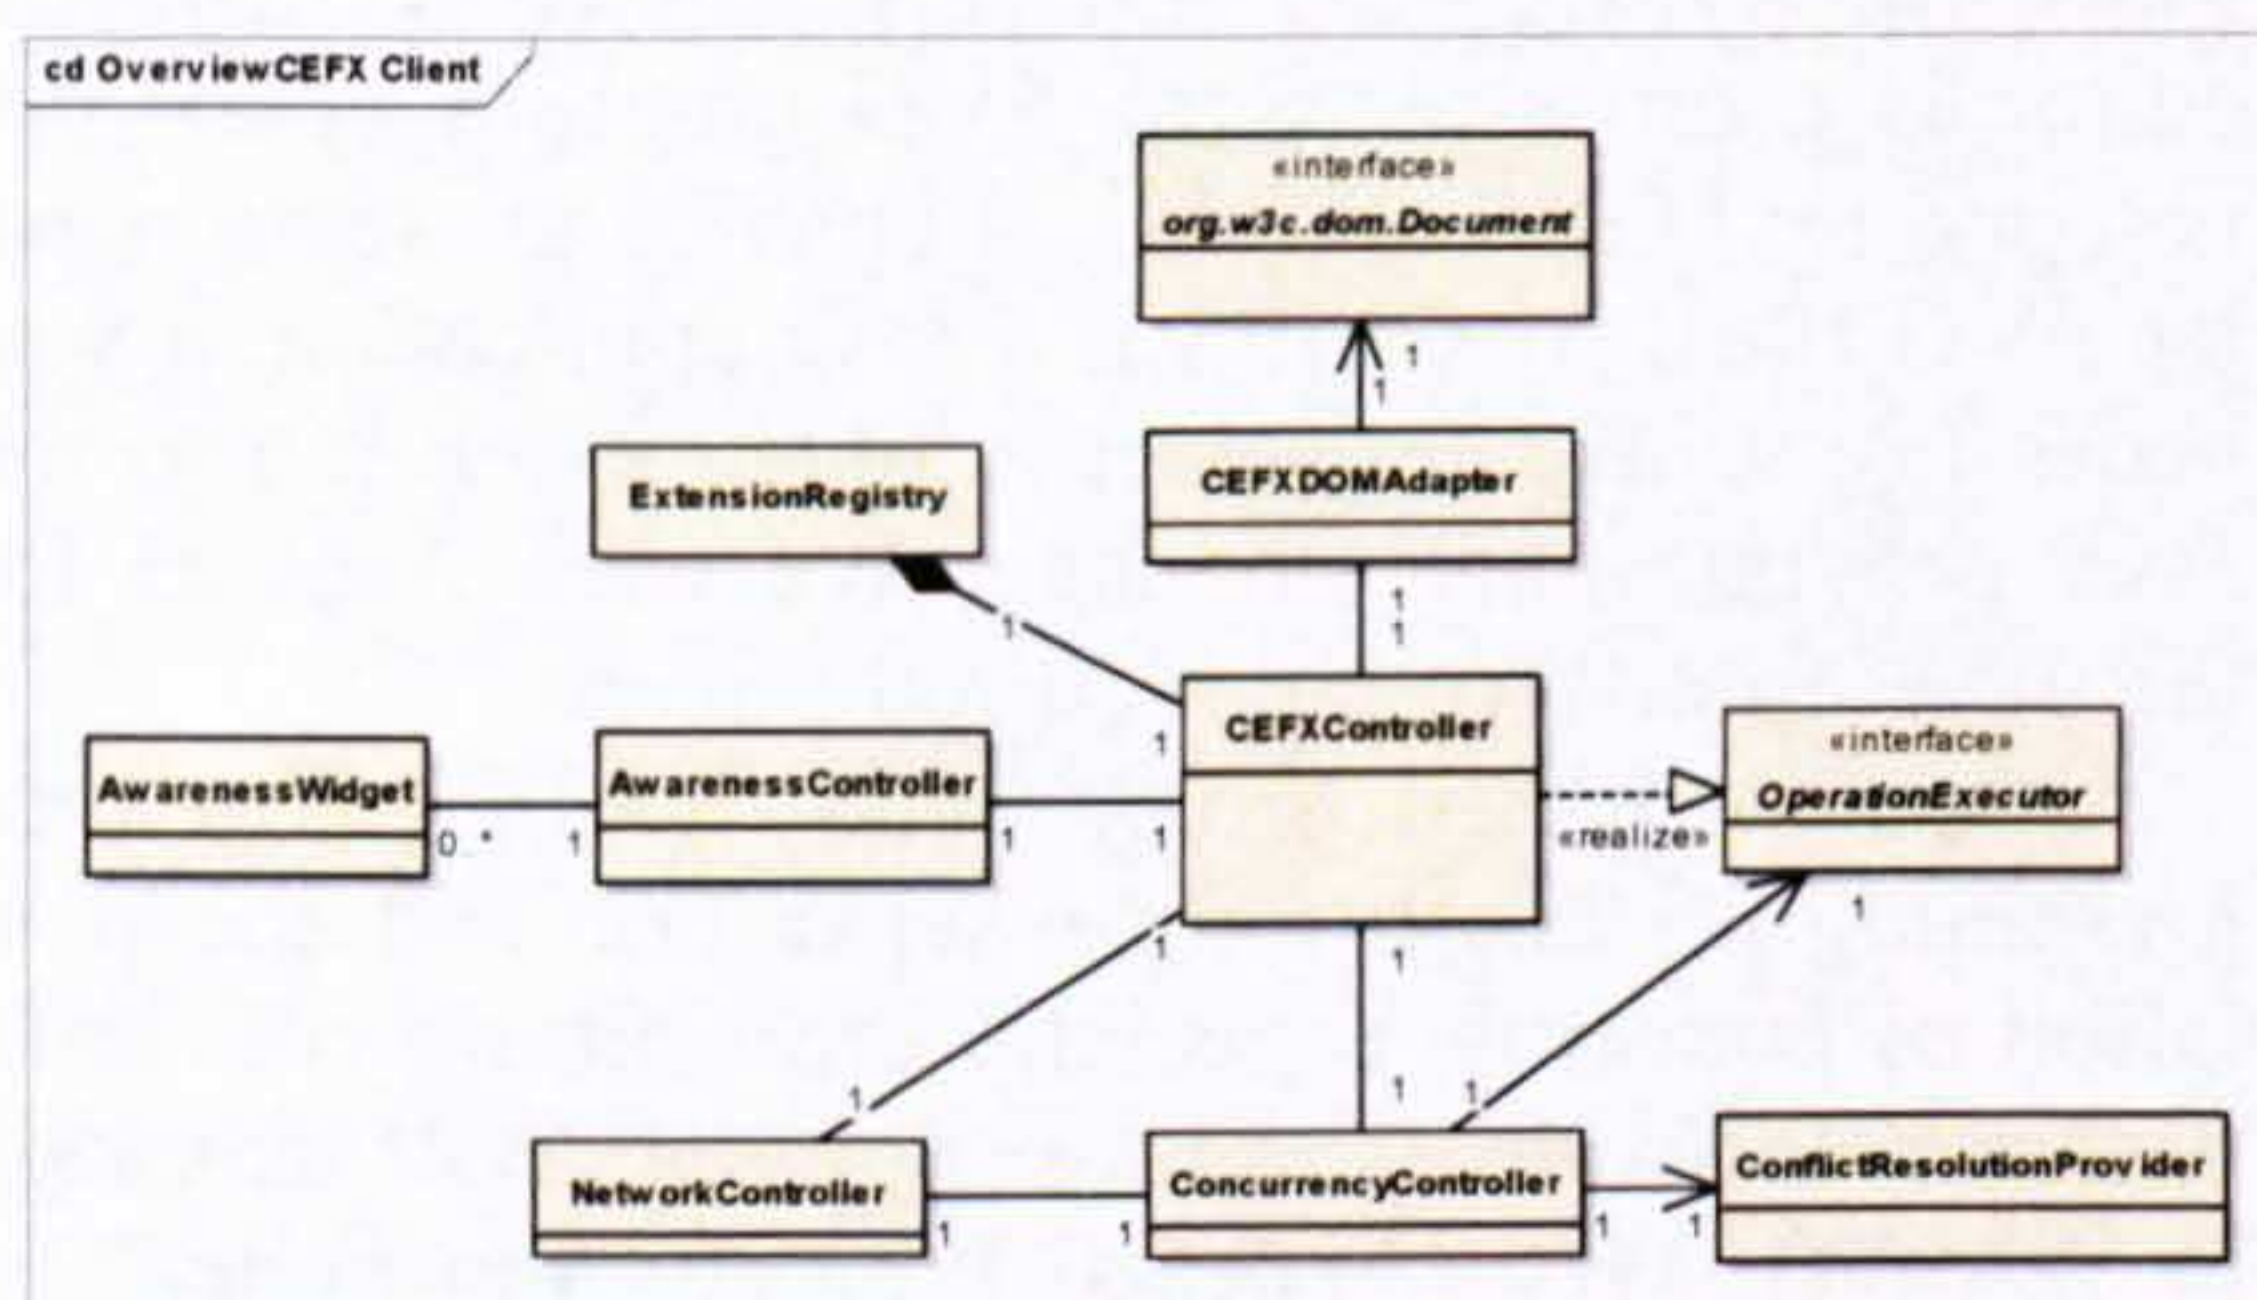 cd OverviewCEFX Client
«interface»
org.w3c.dom.Document
1
1
ExtensionRegistry
CEFXDOMAdapter
1
1
1
1
CEFXController
«interface»
OperationExecutor
«realize»
AwarenessWidget
0..*
1
AwarenessController
1
1
1
1
1
1
1
1
NetworkController
1
1
ConcurrencyController
1
1
ConflictResolutionProvider